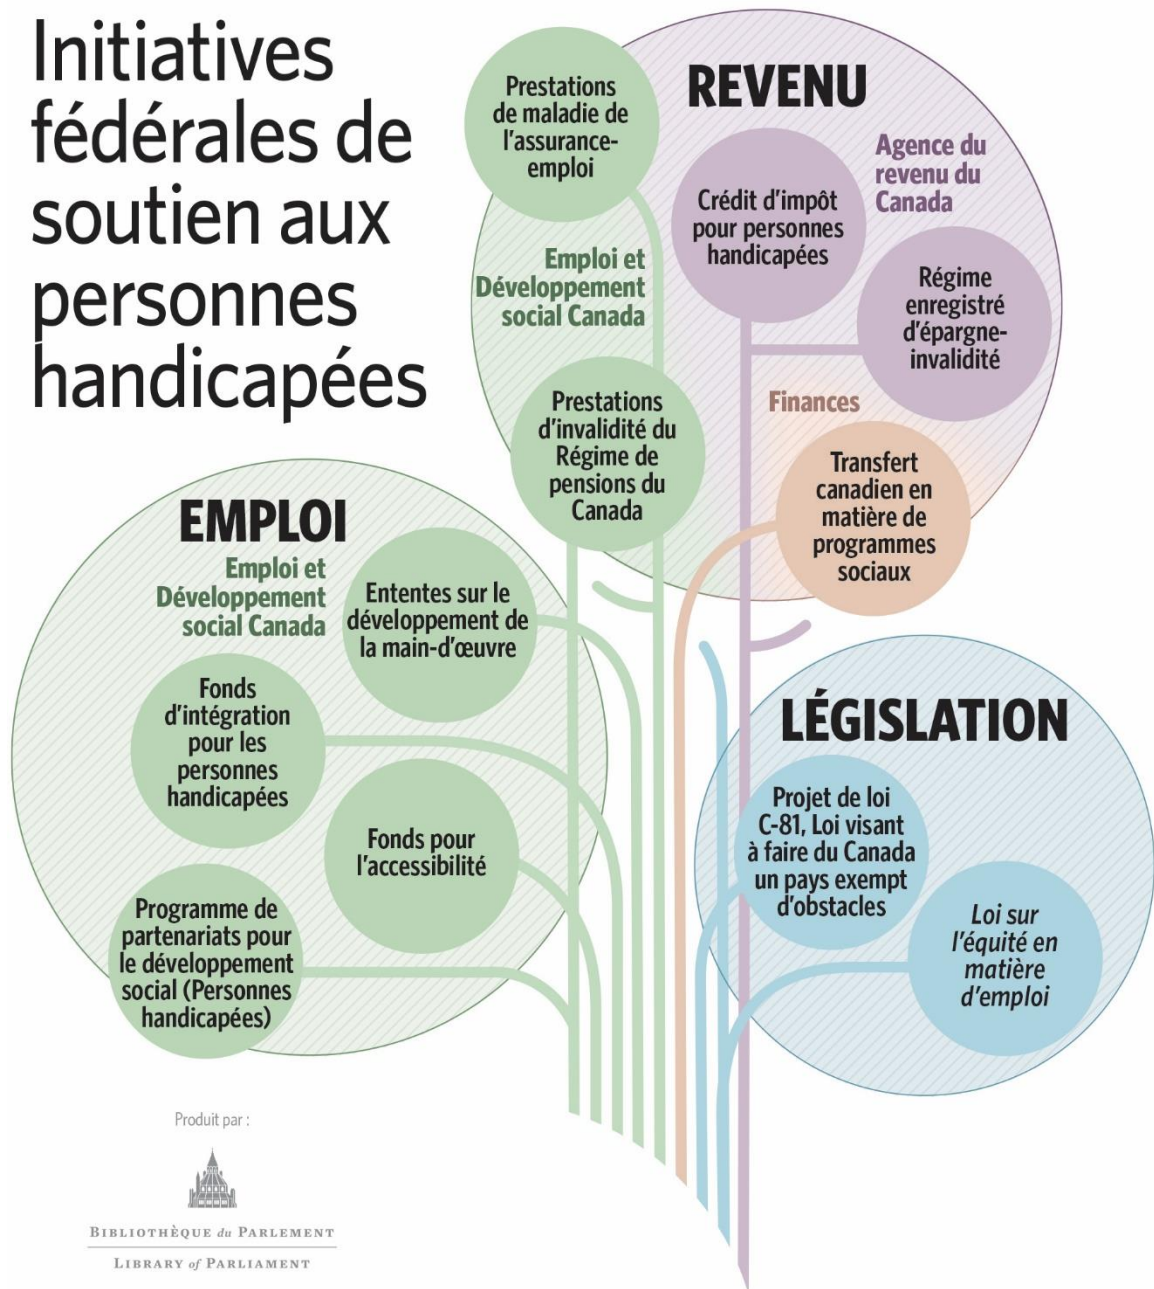 Initiatives
fédérales de
soutien aux
personnes
handicapées
REVENU
Prestations
de maladie de
l'assurance-
emploi
Agence du
revenu du
Canada
Crédit d'impôt
pour personnes
handicapées
Emploi et
Développement
social Canada
Régime
enregistré
d'épargne-
invalidité
Prestations
d'invalidité du
Régime de
pensions du
Canada
Finances
Transfert
canadien en
matière de
programmes
sociaux
EMPLOI
Emploi et
Développement
social Canada
Ententes sur le
développement de
la main-d'œuvre
Fonds
d'intégration
pour les
personnes
handicapées
Fonds pour
l'accessibilité
Programme de
partenariats pour
le développement
social (Personnes
handicapées)
LÉGISLATION
Projet de loi
C-81, Loi visant
à faire du Canada
un pays exempt
d'obstacles
Loi sur
l'équité en
matière
d'emploi
Produit par :
BIBLIOTHÈQUE du PARLEMENT
LIBRARY of PARLIAMENT